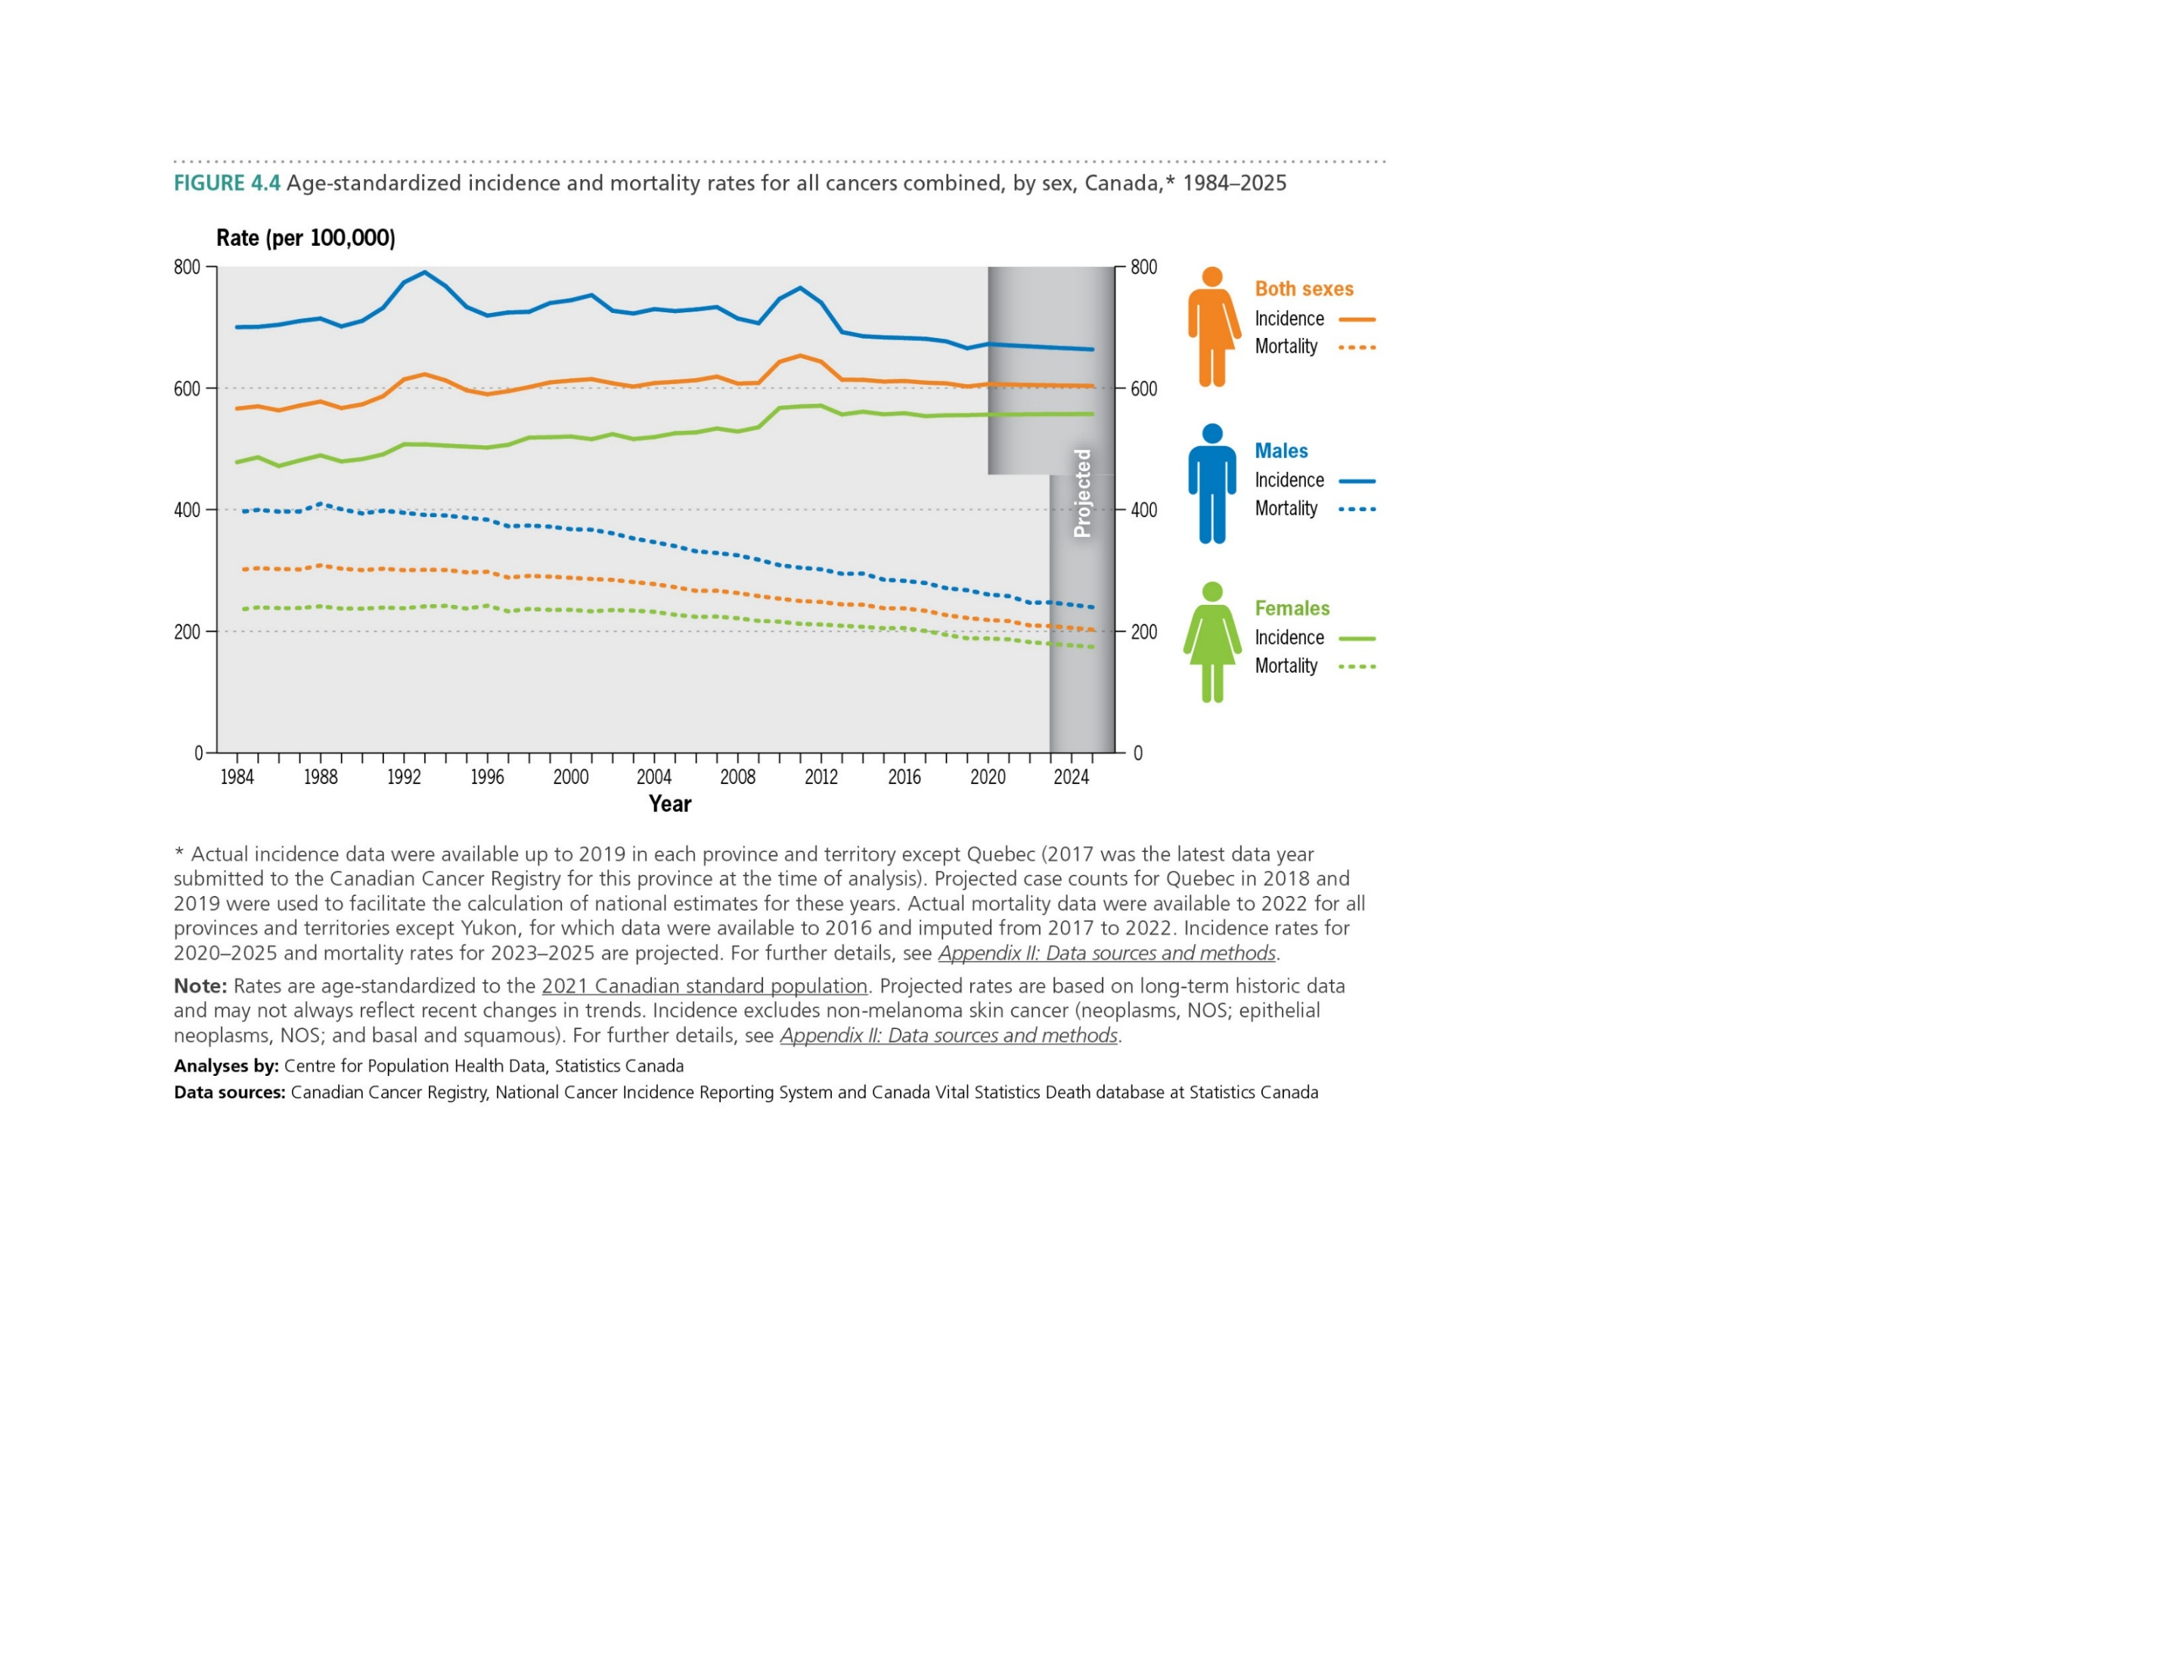 FIGURE 4.4 Age-standardized incidence and mortality rates for all cancers combined, by sex, Canada,* 1984–2025
Rate (per 100,000)
800
600
400
200
0
800
600
400
200
0
Projected
1984
1988
1992
1996
2000
2004
2008
2012
2016
2020
2024
Year
Both sexes
Incidence
Mortality
Males
Incidence
Mortality
Females
Incidence
Mortality
* Actual incidence data were available up to 2019 in each province and territory except Quebec (2017 was the latest data year
submitted to the Canadian Cancer Registry for this province at the time of analysis). Projected case counts for Quebec in 2018 and
2019 were used to facilitate the calculation of national estimates for these years. Actual mortality data were available to 2022 for all
provinces and territories except Yukon, for which data were available to 2016 and imputed from 2017 to 2022. Incidence rates for
2020–2025 and mortality rates for 2023–2025 are projected. For further details, see Appendix II: Data sources and methods.
Note: Rates are age-standardized to the 2021 Canadian standard population. Projected rates are based on long-term historic data
and may not always reflect recent changes in trends. Incidence excludes non-melanoma skin cancer (neoplasms, NOS; epithelial
neoplasms, NOS; and basal and squamous). For further details, see Appendix II: Data sources and methods.
Analyses by: Centre for Population Health Data, Statistics Canada
Data sources: Canadian Cancer Registry, National Cancer Incidence Reporting System and Canada Vital Statistics Death database at Statistics Canada